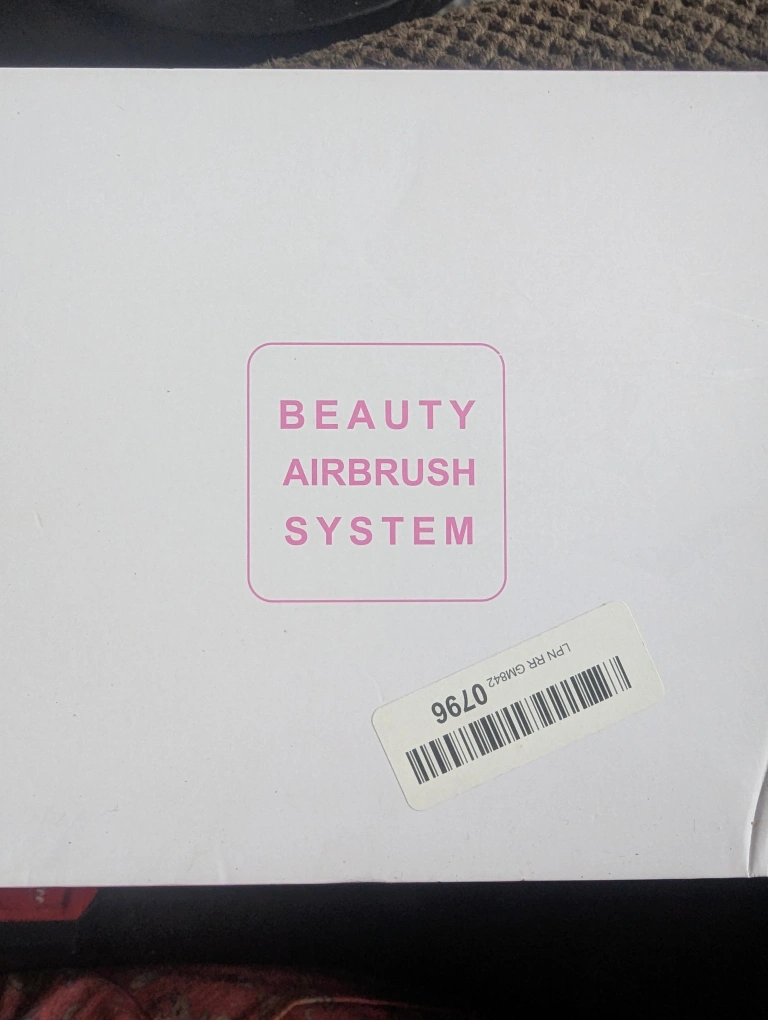 BEAUTY
AIRBRUSH
SYSTEM
LPN RR GM842 0796